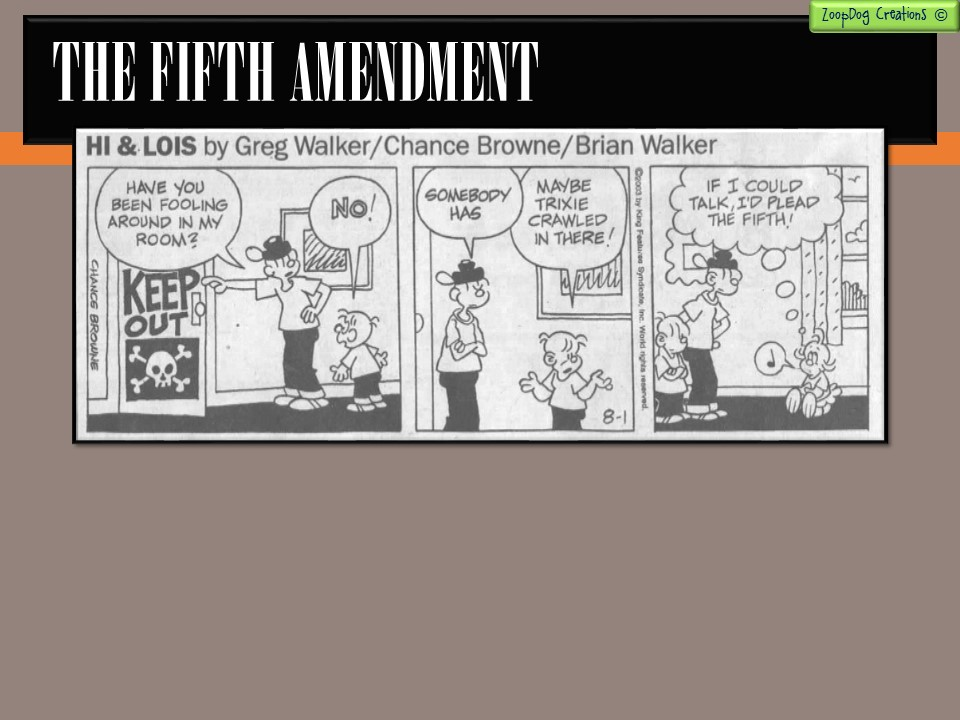 ZoopDog Creations ©
THE FIFTH AMENDMENT
HI & LOIS by Greg Walker/Chance Browne/Brian Walker
HAVE YOU
BEEN FOOLING
AROUND IN MY
ROOM?
NO!
KEEP
OUT
CHANCE BROWNE
SOMEBODY
HAS
MAYBE
TRIXIE
CRAWLED
IN THERE!
8-1
©2003 by King Features Syndicate, Inc. World rights reserved.
IF I COULD
TALK, I'D PLEAD
THE FIFTH!